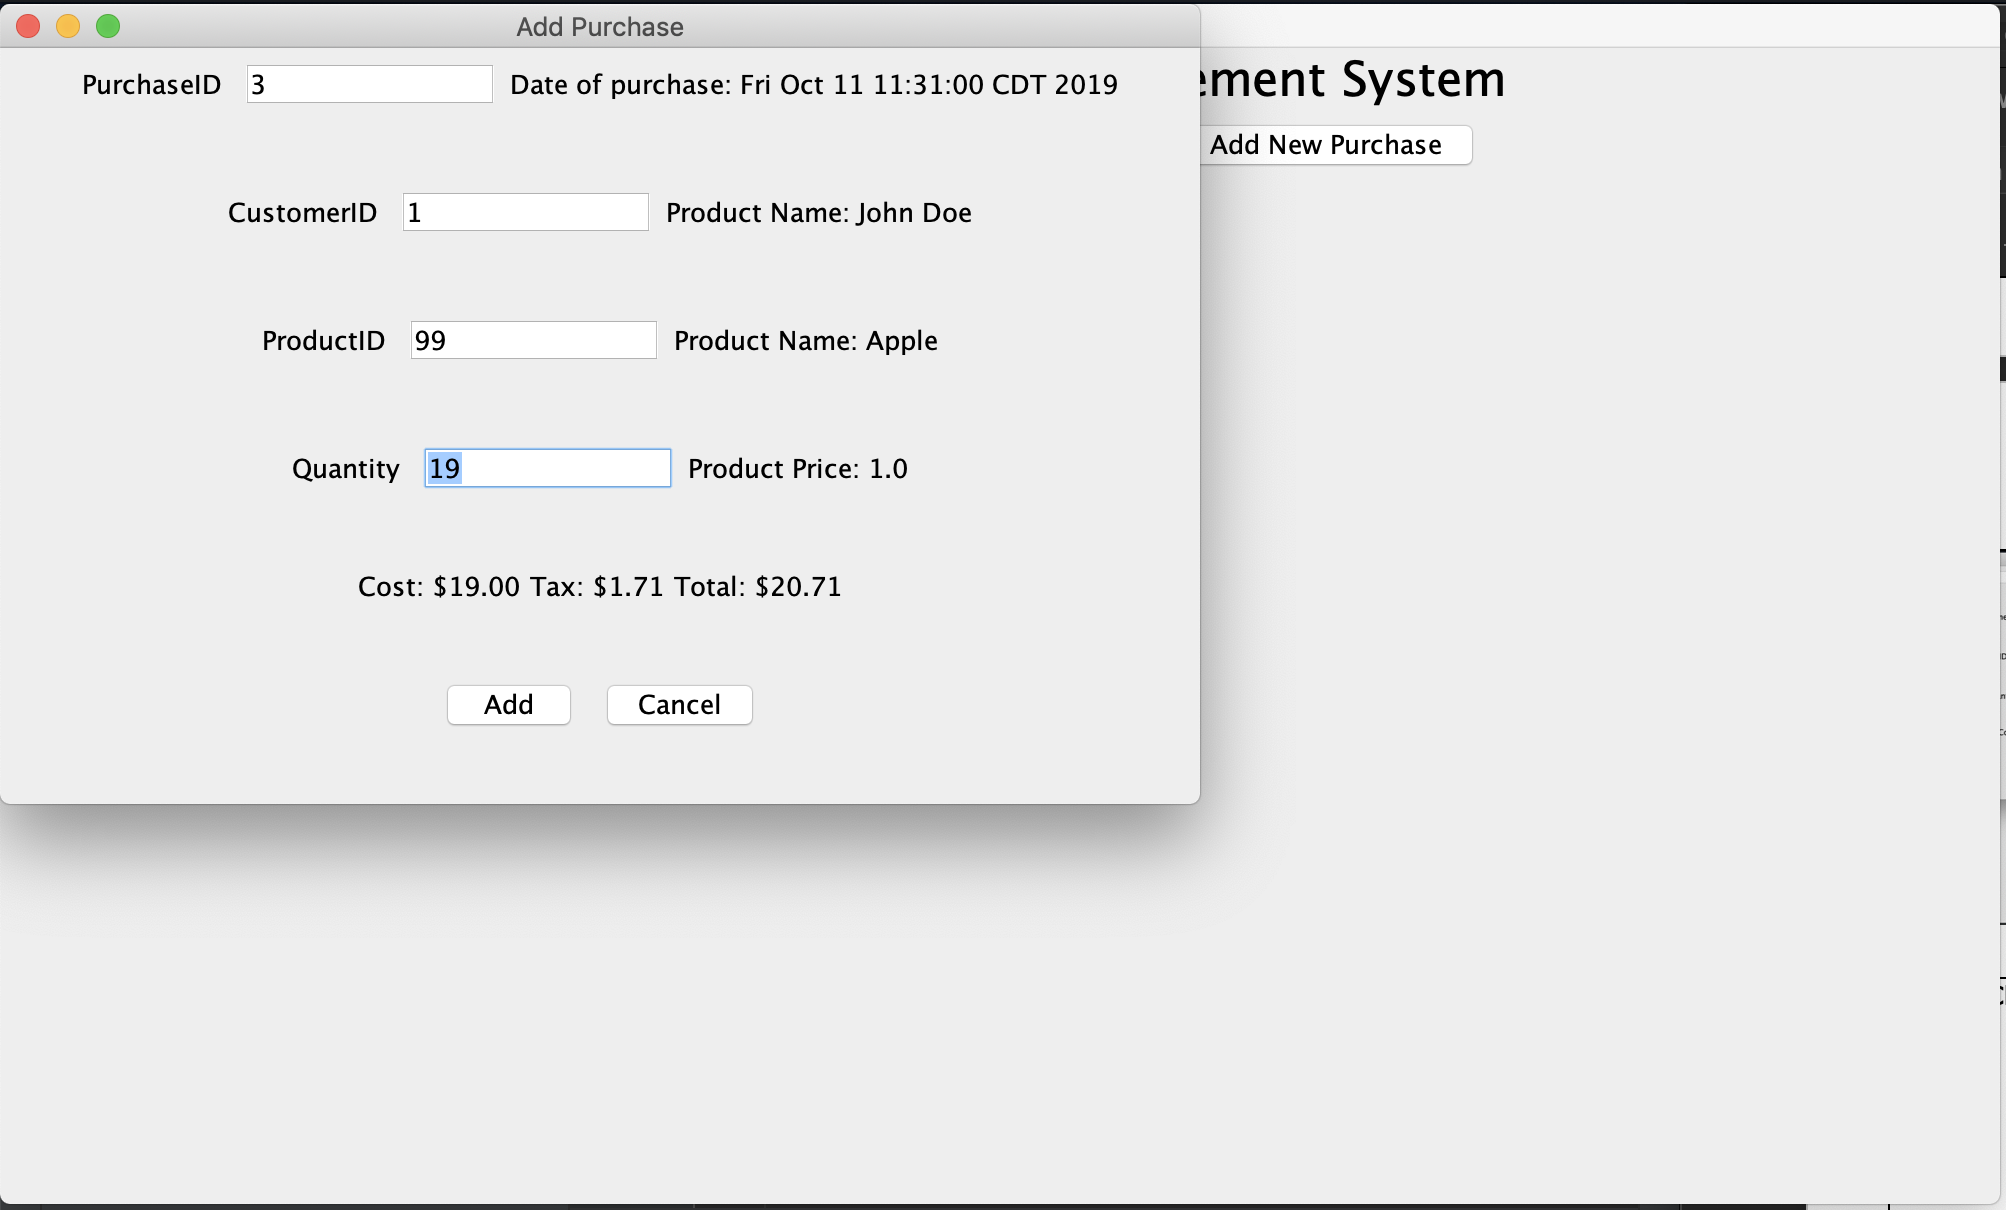 Add Purchase
PurchaseID 3 Date of purchase: Fri Oct 11 11:31:00 CDT 2019
ement System
Add New Purchase
CustomerID 1 Product Name: John Doe
ProductID 99 Product Name: Apple
Quantity 19 Product Price: 1.0
Cost: $19.00 Tax: $1.71 Total: $20.71
Add Cancel